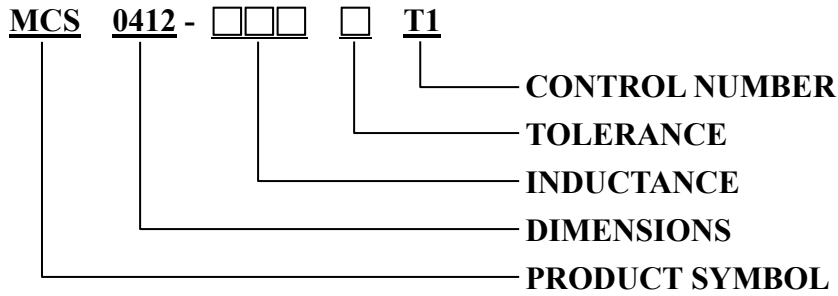 MCS 0412 - □□□ □ T1
CONTROL NUMBER
TOLERANCE
INDUCTANCE
DIMENSIONS
PRODUCT SYMBOL